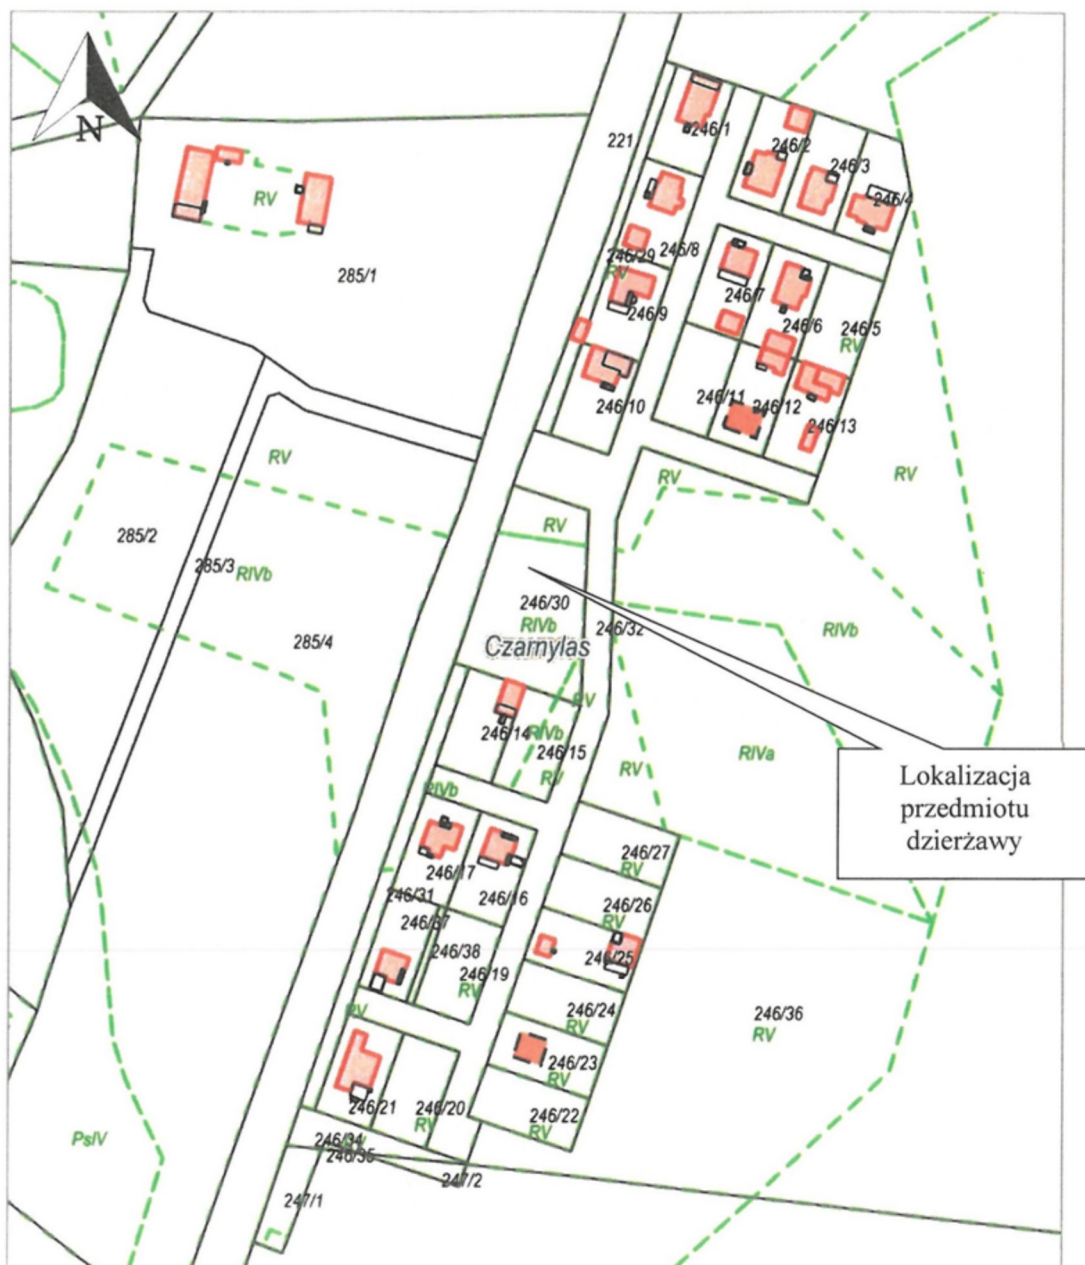 N
221
246/1
246/2
246/3
246/4
RV
285/1
246/29
RV
246/8
246/7
246/6
246/5
RV
246/9
246/10
246/11
246/12
246/13
RV
RV
RV
285/2
285/3
RIVb
RV
285/4
246/30
RIVb
246/32
RIVb
Czarnylas
RV
246/14
RIVb
246/15
RV
RV
RIVa
Lokalizacja
przedmiotu
dzierżawy
RIVb
246/17
246/16
246/27
RV
246/31
246/37
246/26
RV
246/38
246/19
RV
246/25
RV
246/24
RV
246/36
RV
246/23
RV
246/21
246/20
RV
246/22
RV
PsIV
246/34
246/35
247/2
247/1